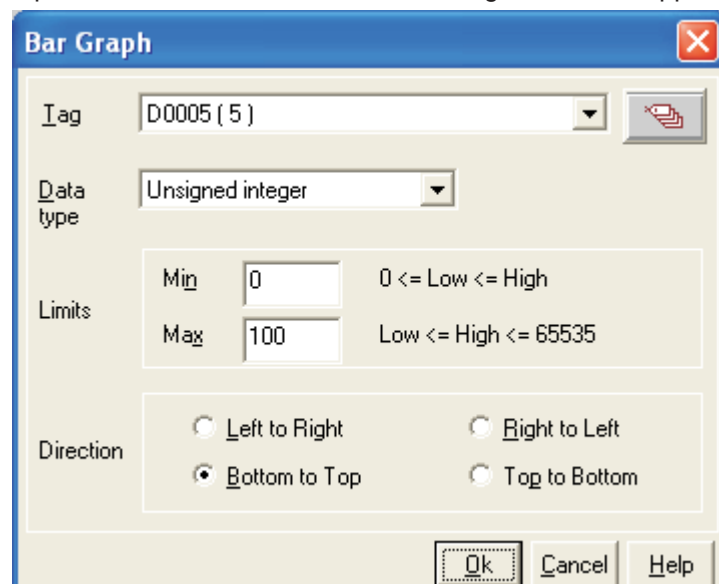 Bar Graph
Tag D0005 ( 5 )
Data type Unsigned integer
Limits
Min 0 0 <= Low <= High
Max 100 Low <= High <= 65535
Direction
Left to Right Right to Left
Bottom to Top Top to Bottom
Ok Cancel Help